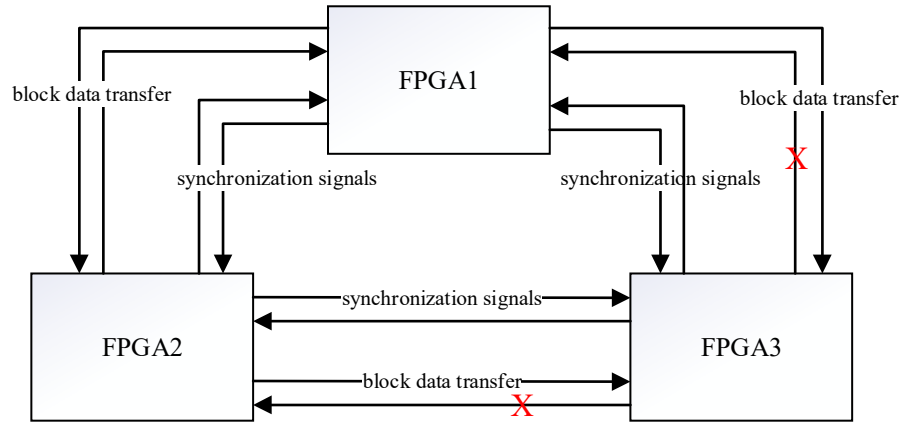 FPGA1
block data transfer
block data transfer
X
synchronization signals
synchronization signals
synchronization signals
FPGA2
FPGA3
block data transfer
X